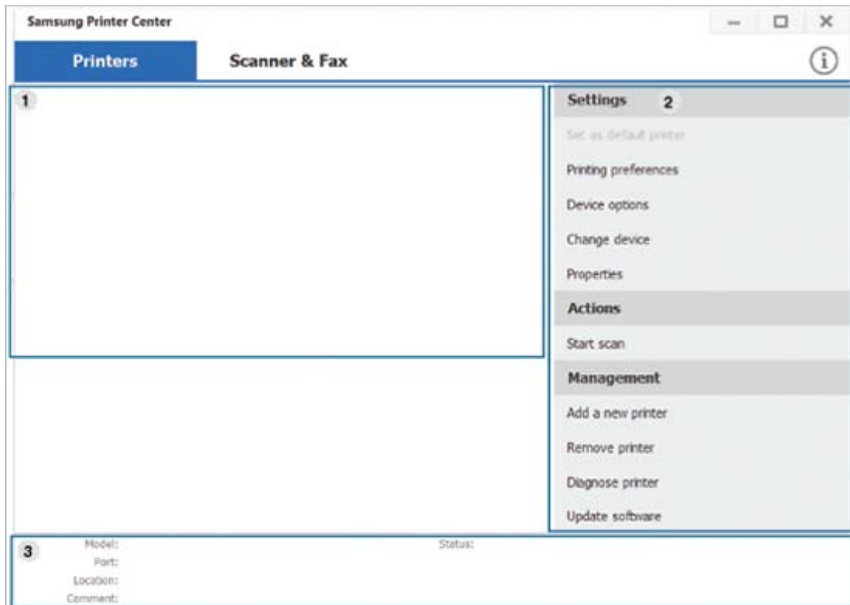 Samsung Printer Center
Printers Scanner & Fax
1
Settings 2
Set as default printer
Printing preferences
Device options
Change device
Properties
Actions
Start scan
Management
Add a new printer
Remove printer
Diagnose printer
Update software
3 Model: Status:
Port:
Location:
Comment: